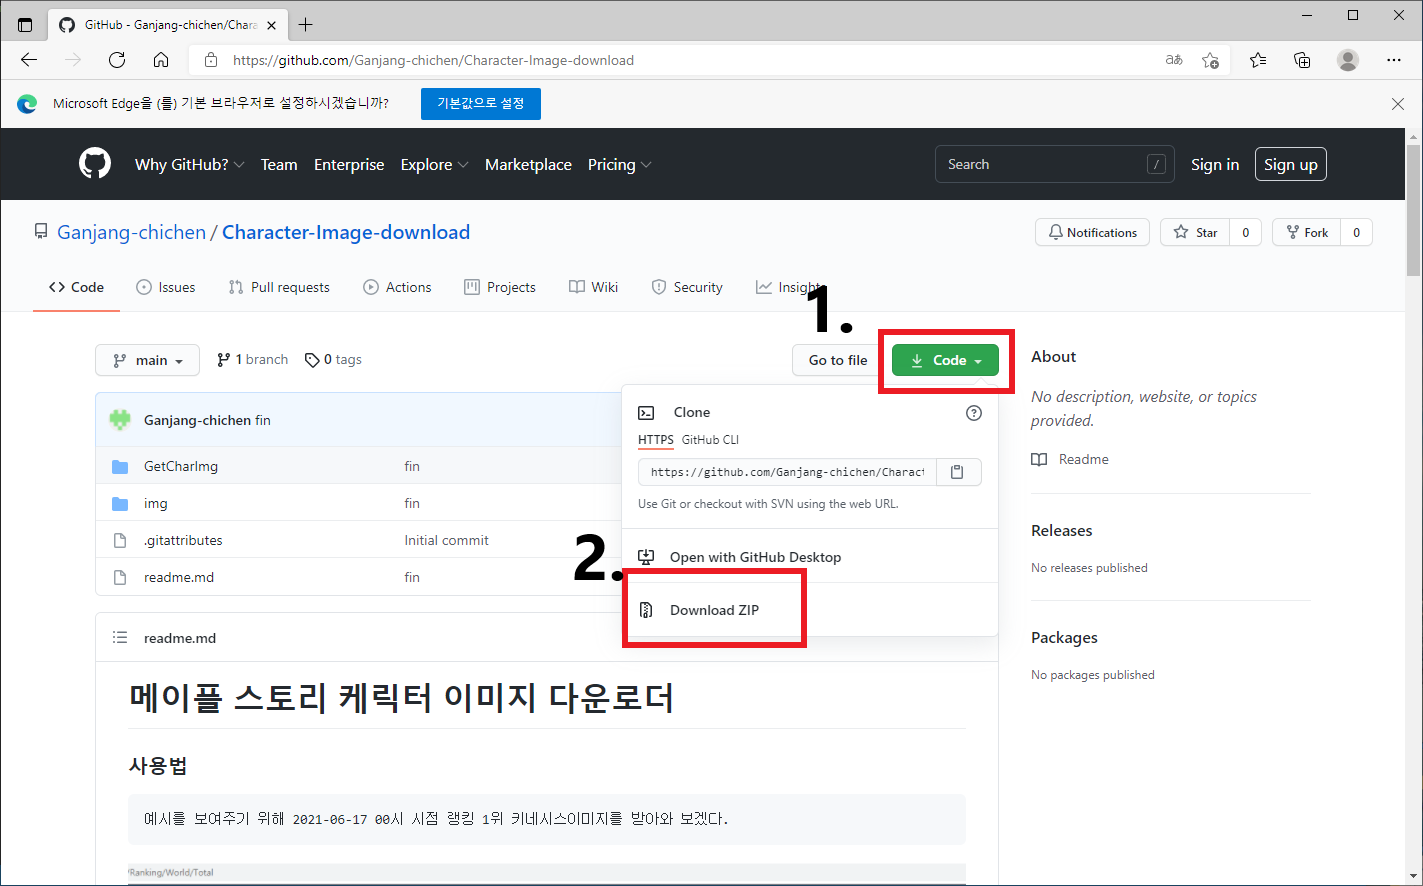 GitHub - Ganjang-chichen/Chara
https://github.com/Ganjang-chichen/Character-Image-download
aあ
Microsoft Edge을 (를) 기본 브라우저로 설정하시겠습니까?
기본값으로 설정
Why GitHub?
Team
Enterprise
Explore
Marketplace
Pricing
Search
/
Sign in
Sign up
Ganjang-chichen / Character-Image-download
Notifications
Star
0
Fork
0
Code
Issues
Pull requests
Actions
Projects
Wiki
Security
Insights
1.
main
1 branch
0 tags
Go to file
Code
About
No description, website, or topics
provided.
Readme
Ganjang-chichen fin
GetCharImg
fin
img
fin
.gitattributes
Initial commit
readme.md
fin
Clone
HTTPS
GitHub CLI
https://github.com/Ganjang-chichen/Charact
Use Git or checkout with SVN using the web URL.
Open with GitHub Desktop
2.
Download ZIP
Releases
No releases published
Packages
No packages published
readme.md
메이플 스토리 케릭터 이미지 다운로더
사용법
예시를 보여주기 위해 2021-06-17 00시 시점 랭킹 1위 키네시스이미지를 받아와 보겠다.
/Ranking/World/Total